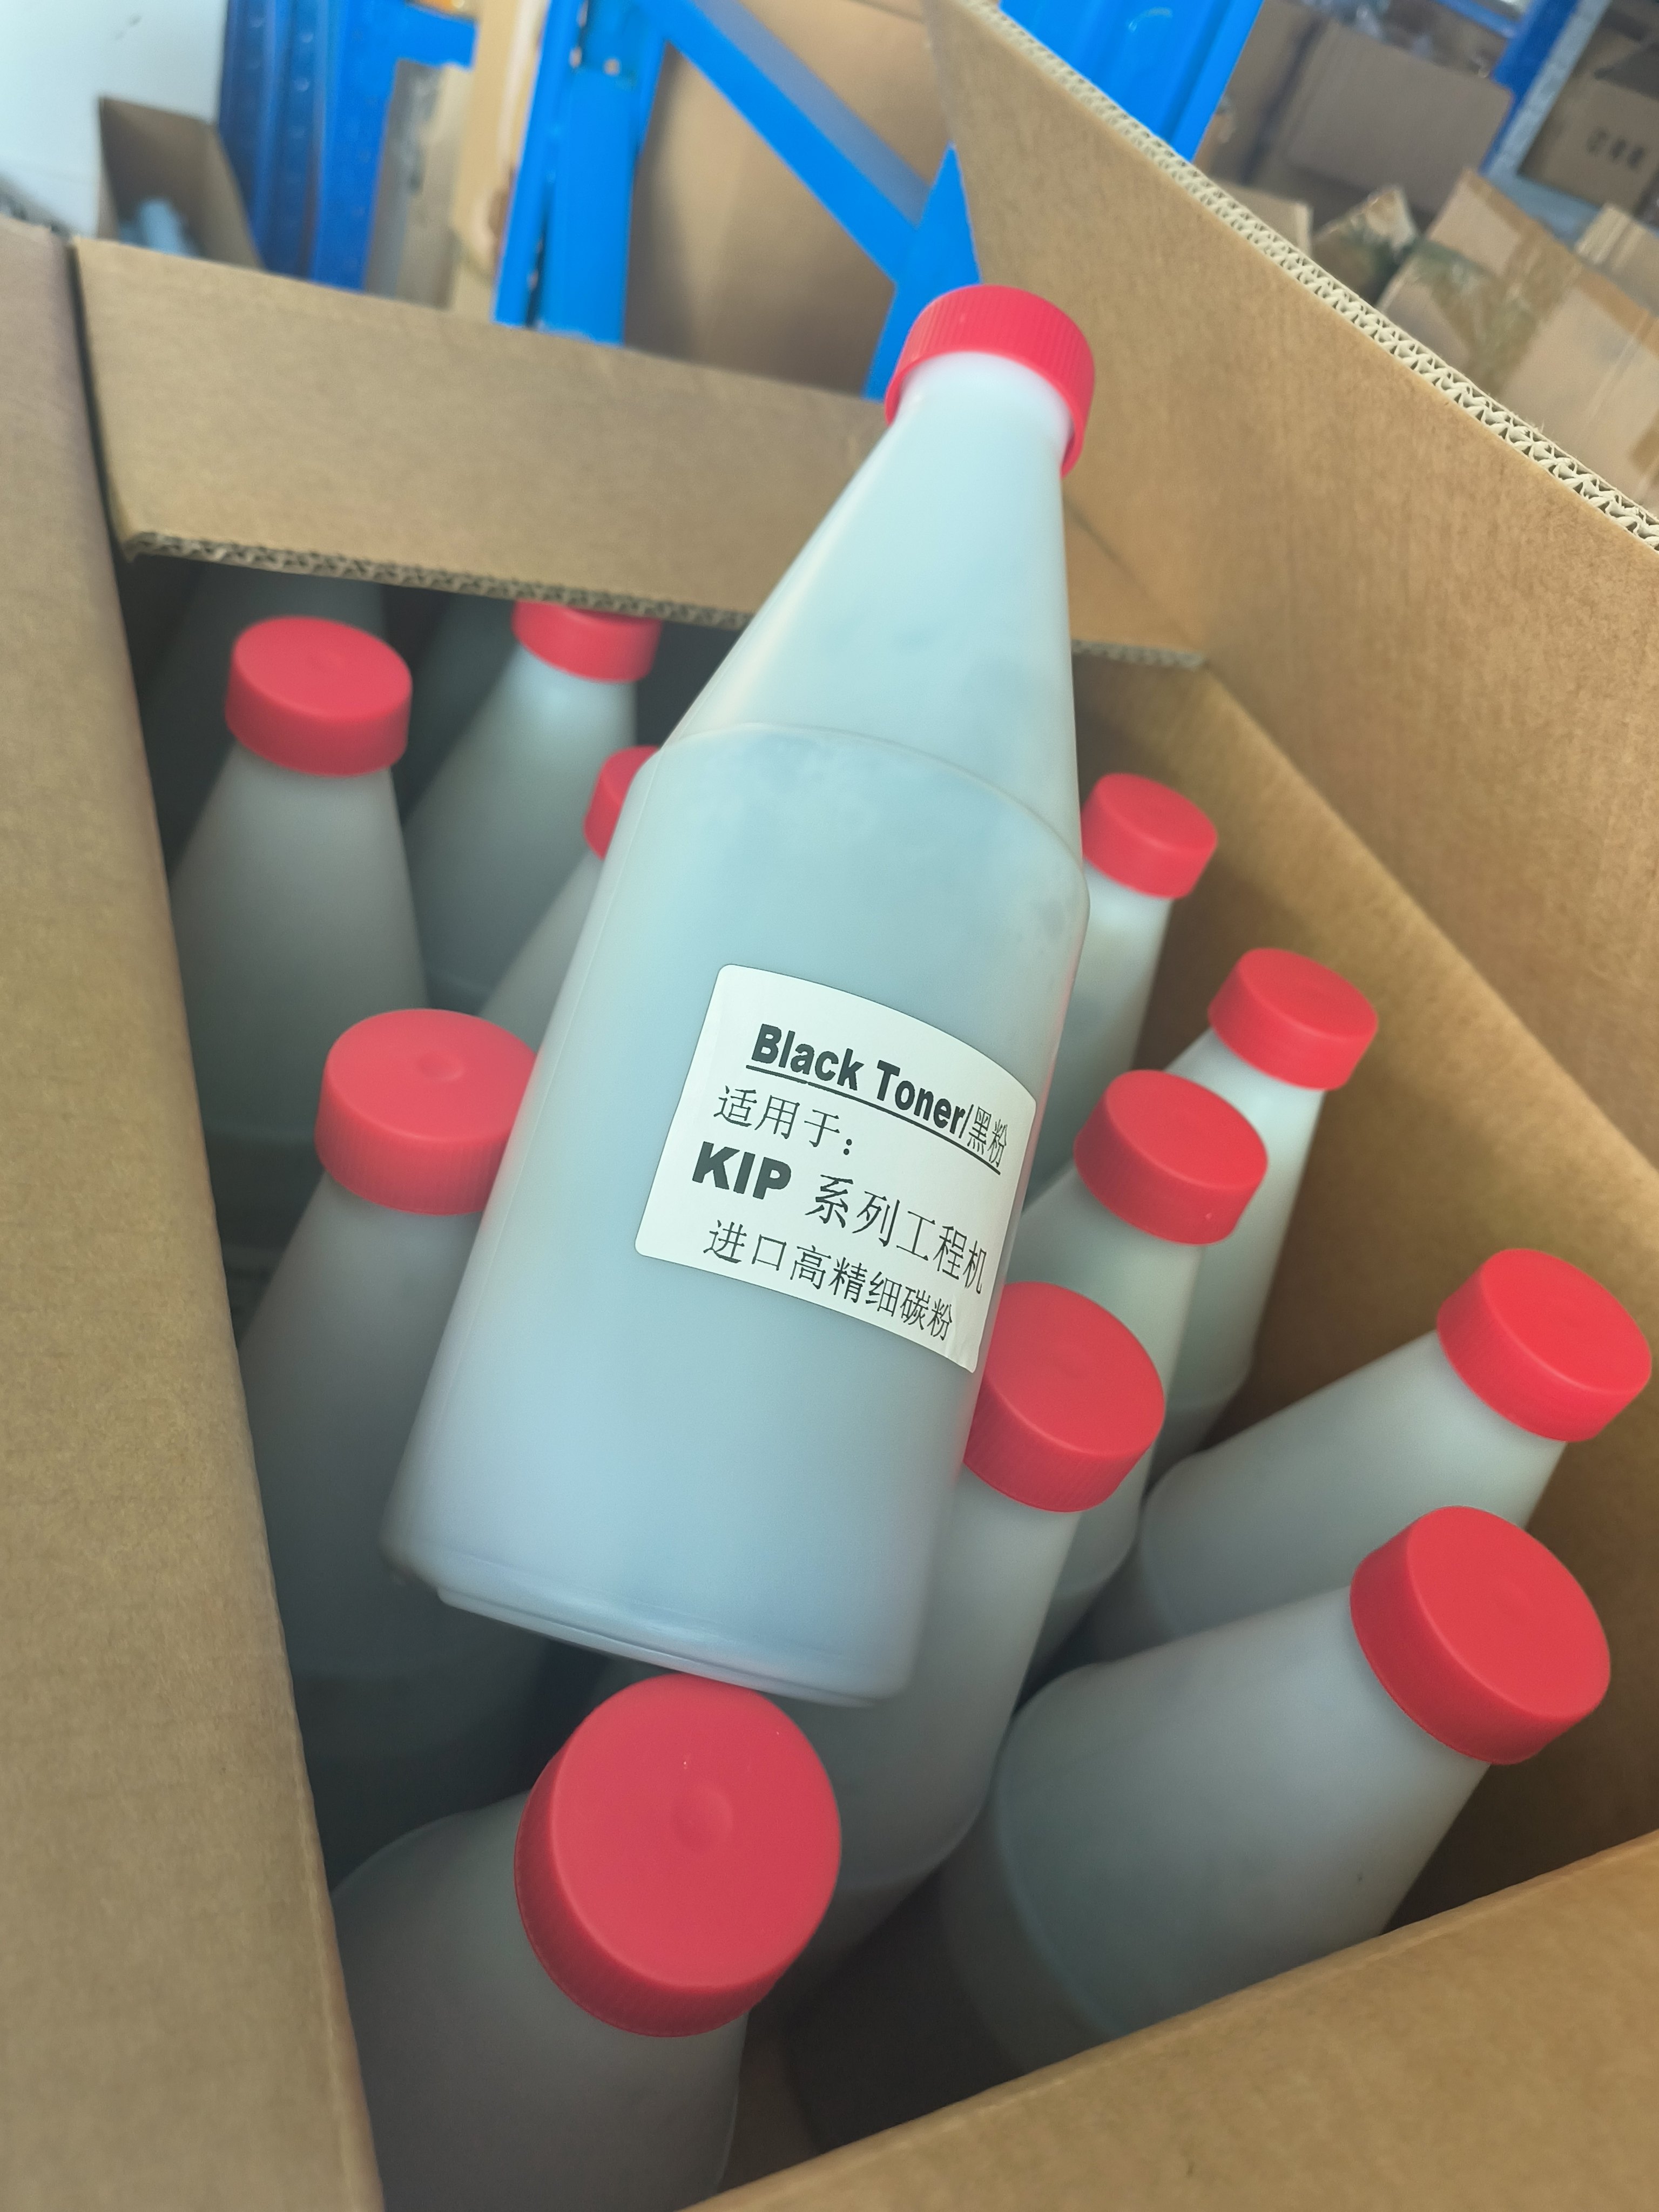 Black Toner/黑粉
适用于：
KIP 系列工程机
进口高精细碳粉